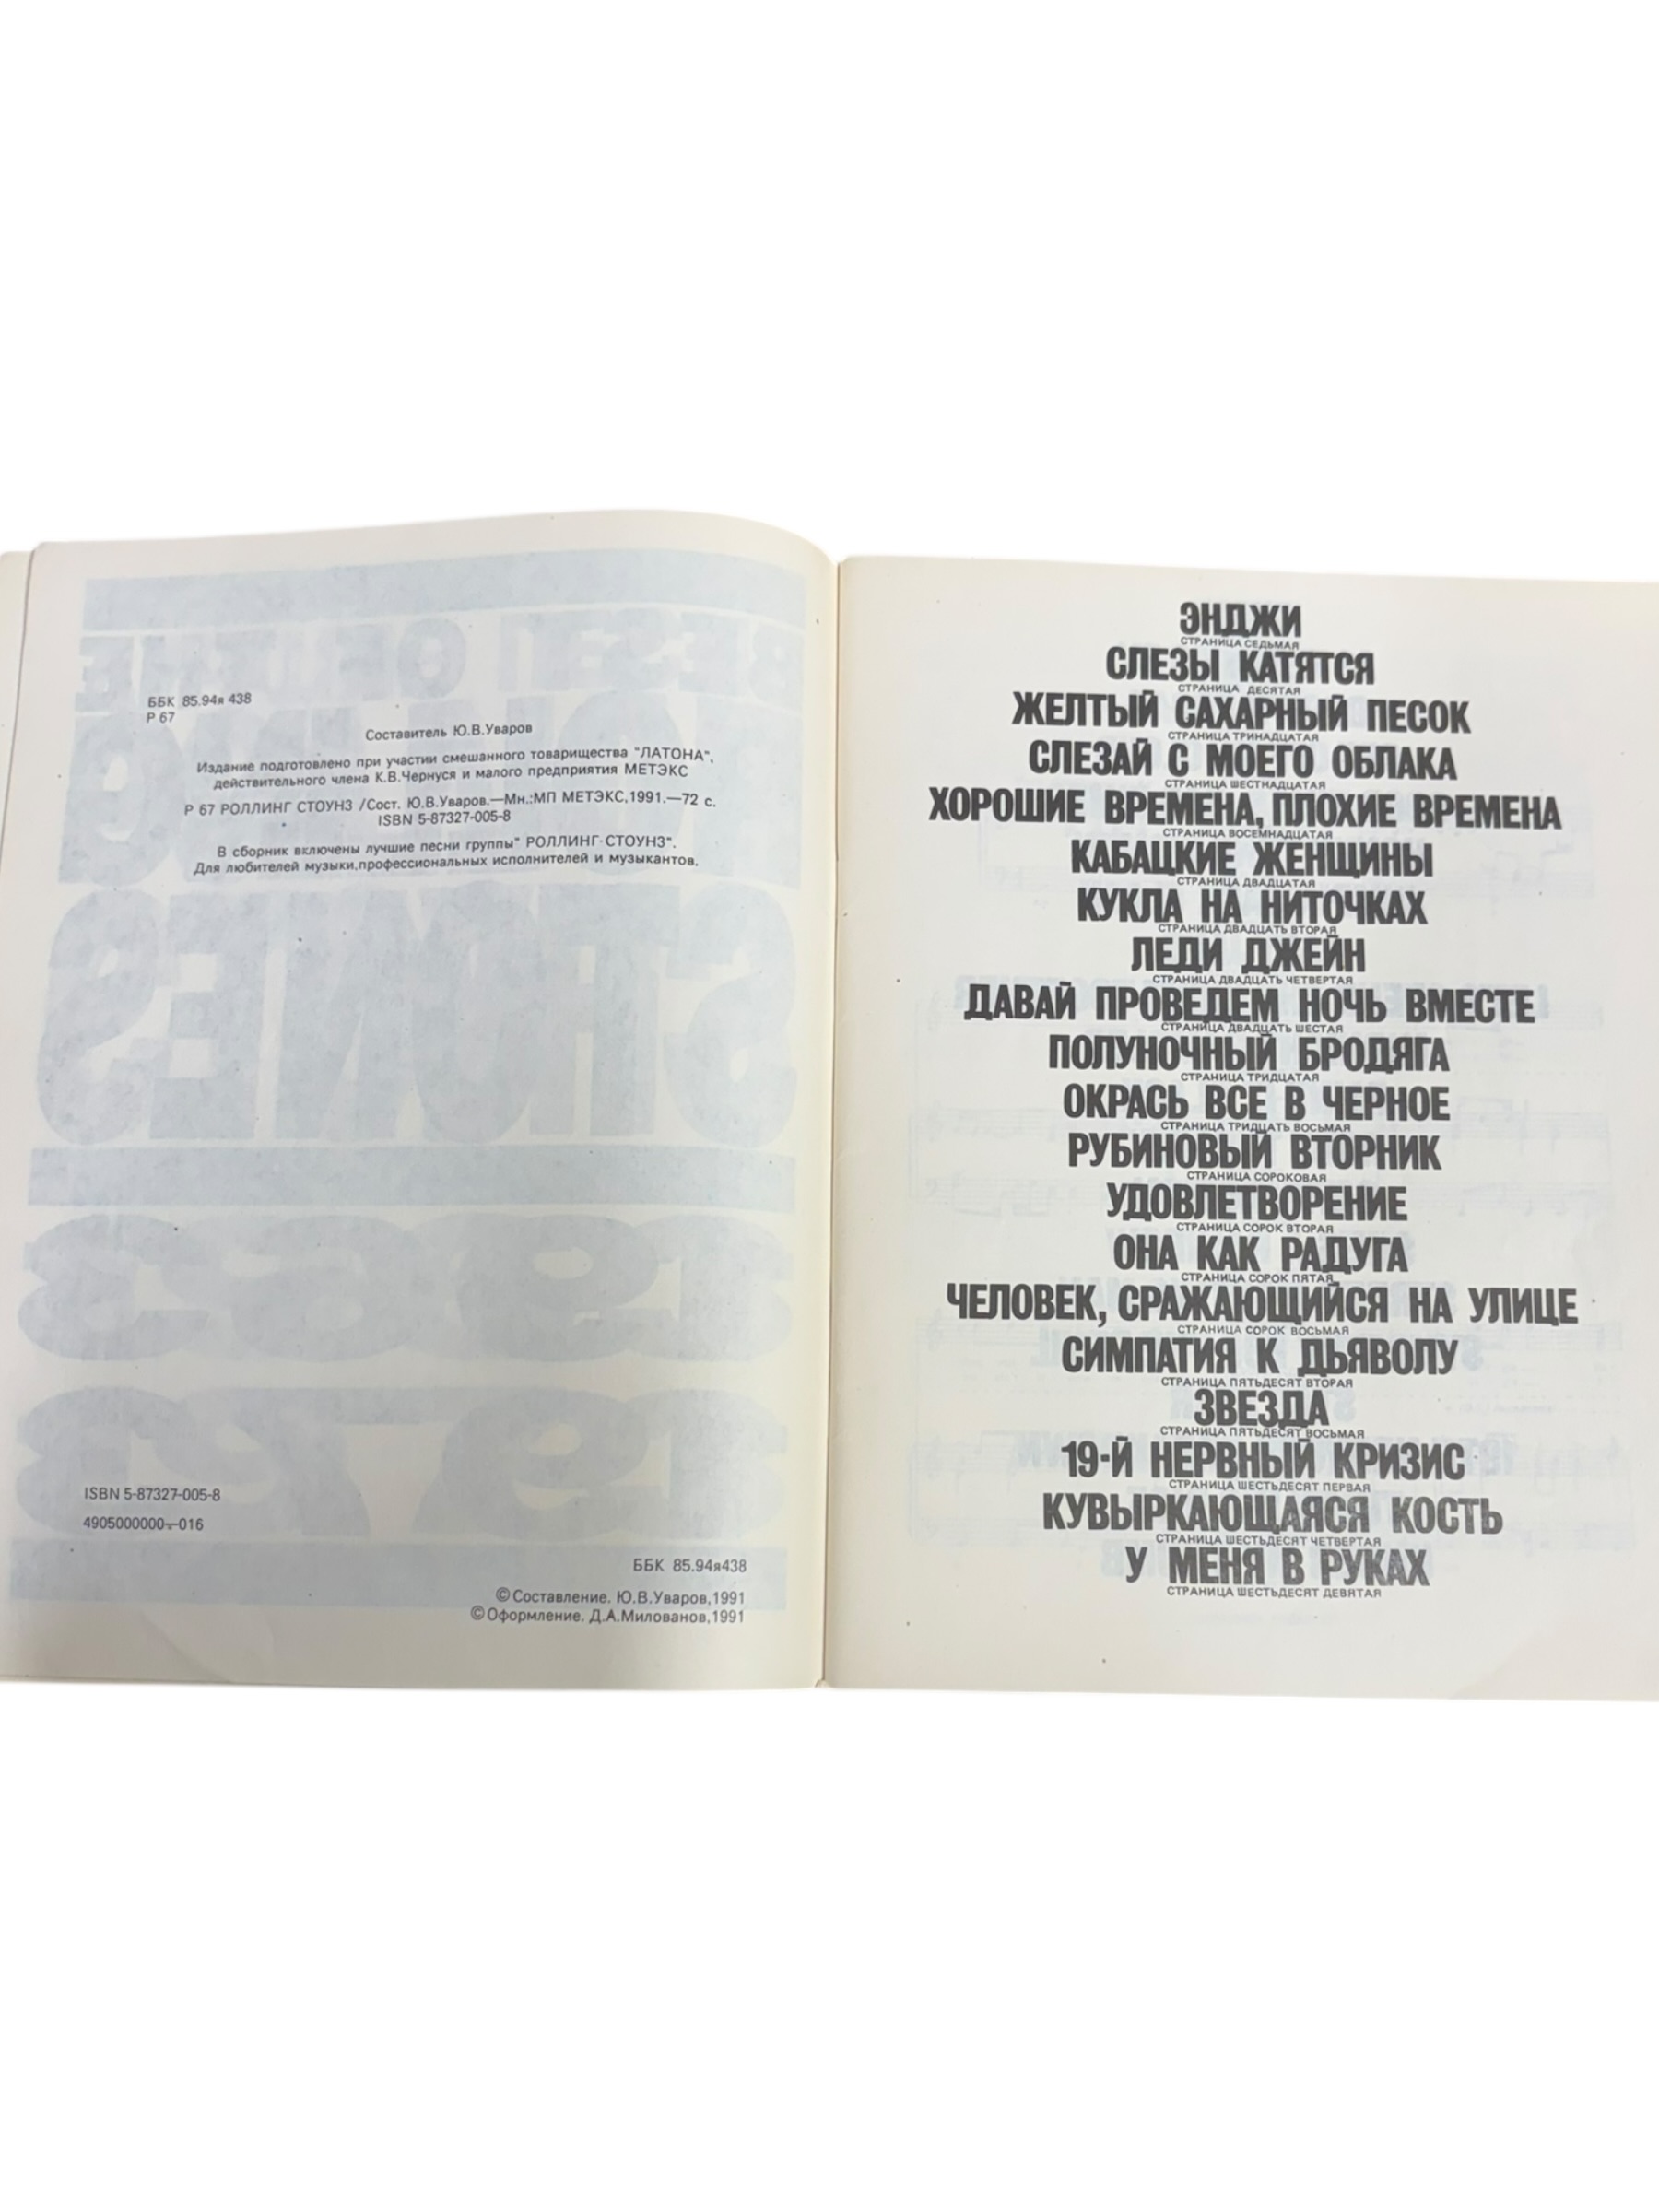 ББК 85.94я 438
Р 67
Составитель Ю.В.Уваров
Издание подготовлено при участии смешанного товарищества "ЛАТОНА",
действительного члена К.В.Чернуся и малого предприятия МЕТЭКС
Р 67 РОЛЛИНГ СТОУНЗ /Сост. Ю.В.Уваров.—Мн.:МП МЕТЭКС,1991.—72 с.
ISBN 5-87327-005-8
В сборник включены лучшие песни группы" РОЛЛИНГ·СТОУНЗ".
Для любителей музыки,профессиональных исполнителей и музыкантов.
ISBN 5-87327-005-8
4905000000—016
ББК 85.94я438
©Составление. Ю.В.Уваров,1991
©Оформление. Д.А.Милованов,1991
ЭНДЖИ
СТРАНИЦА СЕДЬМАЯ
СЛЕЗЫ КАТЯТСЯ
СТРАНИЦА ДЕСЯТАЯ
ЖЕЛТЫЙ САХАРНЫЙ ПЕСОК
СТРАНИЦА ТРИНАДЦАТАЯ
СЛЕЗАЙ С МОЕГО ОБЛАКА
СТРАНИЦА ШЕСТНАДЦАТАЯ
ХОРОШИЕ ВРЕМЕНА, ПЛОХИЕ ВРЕМЕНА
СТРАНИЦА ВОСЕМНАДЦАТАЯ
КАБАЦКИЕ ЖЕНЩИНЫ
СТРАНИЦА ДВАДЦАТАЯ
КУКЛА НА НИТОЧКАХ
СТРАНИЦА ДВАДЦАТЬ ВТОРАЯ
ЛЕДИ ДЖЕЙН
СТРАНИЦА ДВАДЦАТЬ ЧЕТВЕРТАЯ
ДАВАЙ ПРОВЕДЕМ НОЧЬ ВМЕСТЕ
СТРАНИЦА ДВАДЦАТЬ ШЕСТАЯ
ПОЛУНОЧНЫЙ БРОДЯГА
СТРАНИЦА ТРИДЦАТАЯ
ОКРАСЬ ВСЕ В ЧЕРНОЕ
СТРАНИЦА ТРИДЦАТЬ ВОСЬМАЯ
РУБИНОВЫЙ ВТОРНИК
СТРАНИЦА СОРОКОВАЯ
УДОВЛЕТВОРЕНИЕ
СТРАНИЦА СОРОК ВТОРАЯ
ОНА КАК РАДУГА
СТРАНИЦА СОРОК ПЯТАЯ
ЧЕЛОВЕК, СРАЖАЮЩИЙСЯ НА УЛИЦЕ
СТРАНИЦА СОРОК ВОСЬМАЯ
СИМПАТИЯ К ДЬЯВОЛУ
СТРАНИЦА ПЯТЬДЕСЯТ ВТОРАЯ
ЗВЕЗДА
СТРАНИЦА ПЯТЬДЕСЯТ ВОСЬМАЯ
19-Й НЕРВНЫЙ КРИЗИС
СТРАНИЦА ШЕСТЬДЕСЯТ ПЕРВАЯ
КУВЫРКАЮЩАЯСЯ КОСТЬ
СТРАНИЦА ШЕСТЬДЕСЯТ ЧЕТВЕРТАЯ
У МЕНЯ В РУКАХ
СТРАНИЦА ШЕСТЬДЕСЯТ ДЕВЯТАЯ